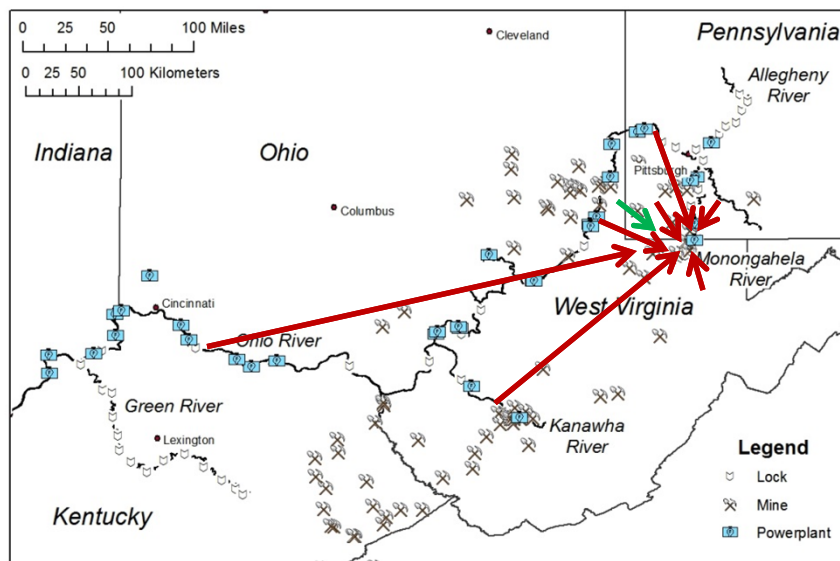 0 25 50 100 Miles
0 25 50 100 Kilometers
Cleveland
Pennsylvania
Allegheny
River
Indiana
Ohio
Pittsburgh
Columbus
Monongahela
River
Cincinnati
West Virginia
Ohio River
Green River
Kanawha
River
Lexington
Legend
Lock
Mine
Powerplant
Kentucky